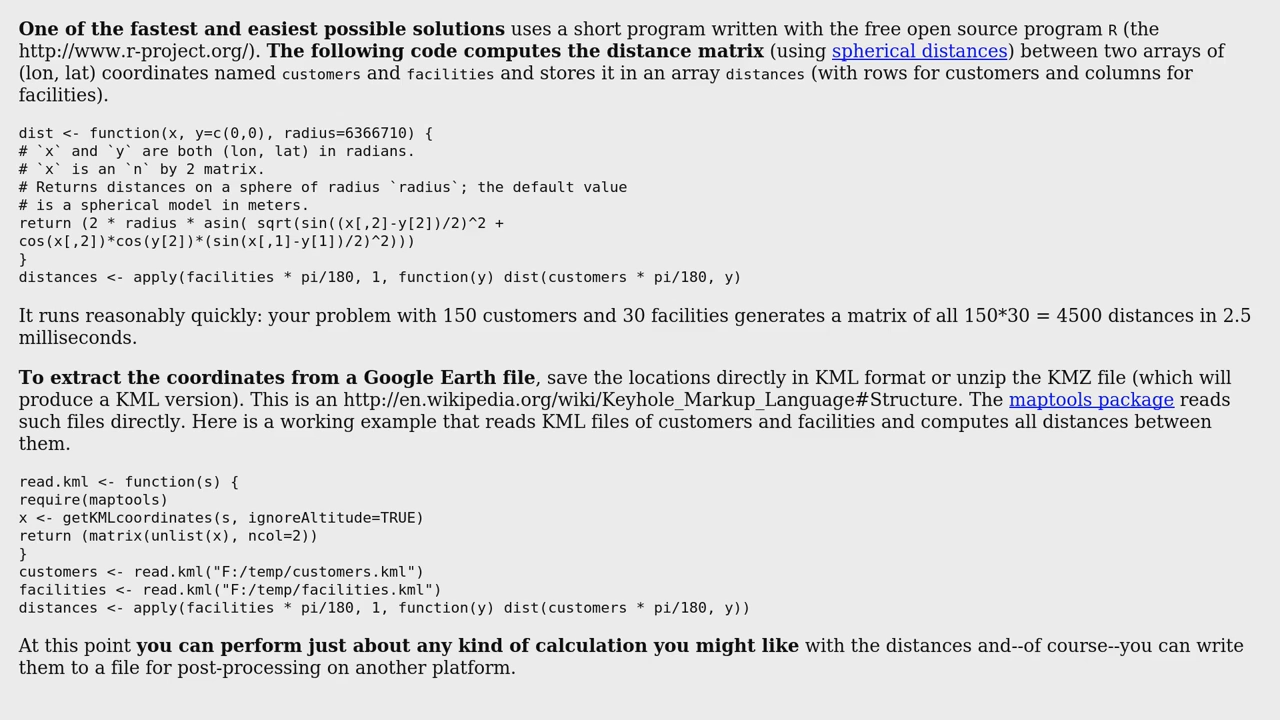 One of the fastest and easiest possible solutions uses a short program written with the free open source program R (the
http://www.r-project.org/). The following code computes the distance matrix (using spherical distances) between two arrays of
(lon, lat) coordinates named customers and facilities and stores it in an array distances (with rows for customers and columns for
facilities).
dist <- function(x, y=c(0,0), radius=6366710) {
# `x` and `y` are both (lon, lat) in radians.
# `x` is an `n` by 2 matrix.
# Returns distances on a sphere of radius `radius`; the default value
# is a spherical model in meters.
return (2 * radius * asin( sqrt(sin((x[,2]-y[2])/2)^2 +
cos(x[,2])*cos(y[2])*(sin(x[,1]-y[1])/2)^2)))
}
distances <- apply(facilities * pi/180, 1, function(y) dist(customers * pi/180, y)
It runs reasonably quickly: your problem with 150 customers and 30 facilities generates a matrix of all 150*30 = 4500 distances in 2.5
milliseconds.
To extract the coordinates from a Google Earth file, save the locations directly in KML format or unzip the KMZ file (which will
produce a KML version). This is an http://en.wikipedia.org/wiki/Keyhole_Markup_Language#Structure. The maptools package reads
such files directly. Here is a working example that reads KML files of customers and facilities and computes all distances between
them.
read.kml <- function(s) {
require(maptools)
x <- getKMLcoordinates(s, ignoreAltitude=TRUE)
return (matrix(unlist(x), ncol=2))
}
customers <- read.kml("F:/temp/customers.kml")
facilities <- read.kml("F:/temp/facilities.kml")
distances <- apply(facilities * pi/180, 1, function(y) dist(customers * pi/180, y))
At this point you can perform just about any kind of calculation you might like with the distances and--of course--you can write
them to a file for post-processing on another platform.